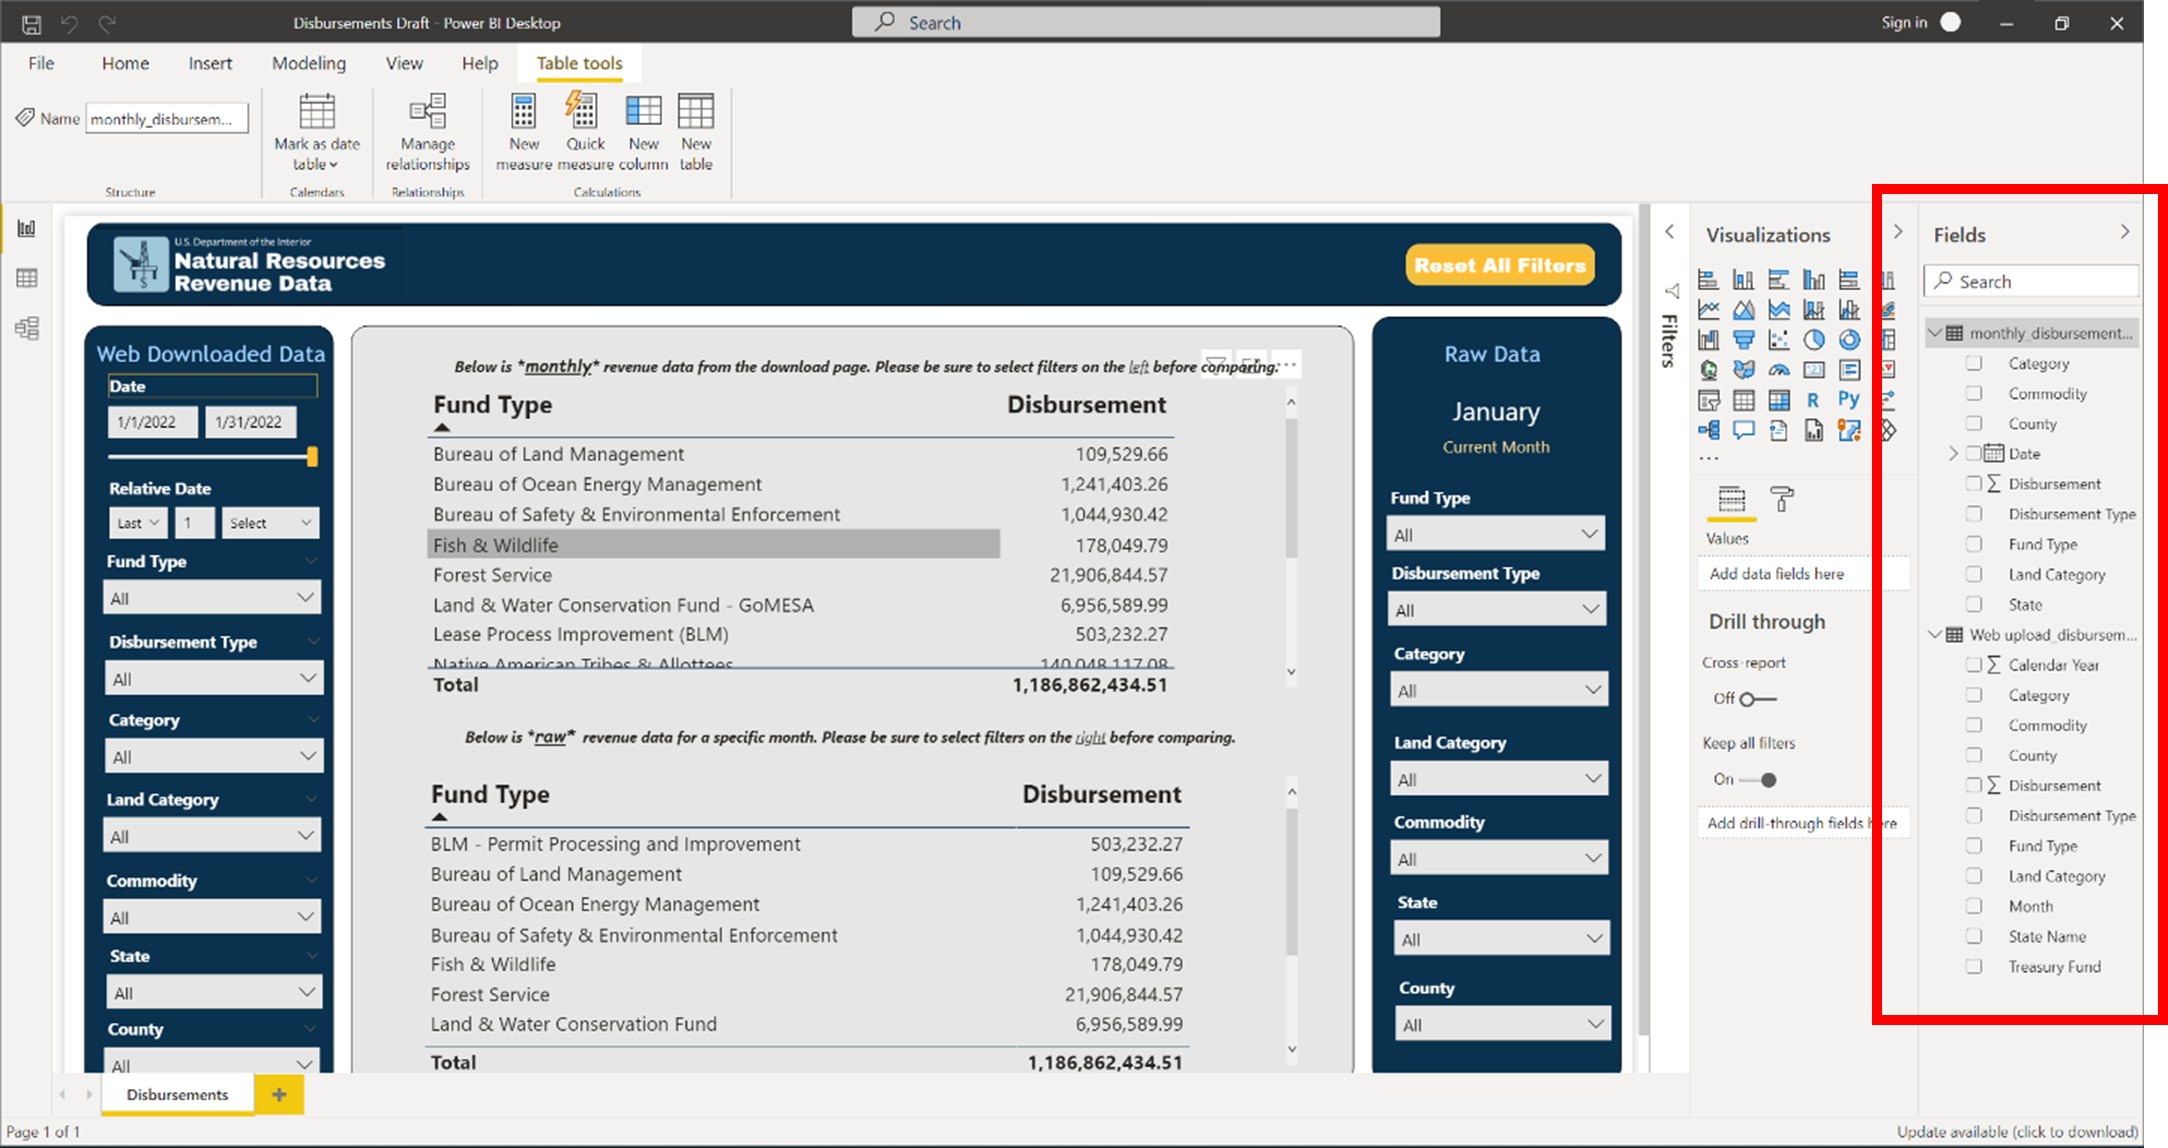 Disbursements Draft - Power BI Desktop
Search
Sign in
File Home Insert Modeling View Help Table tools
Name monthly_disbursem...
Structure
Mark as date
table
Calendars
Manage
relationships
Relationships
New
measure
Quick
measure
New
column
New
table
Calculations
U.S. Department of the Interior
Natural Resources
Revenue Data
Reset All Filters
Web Downloaded Data
Date
1/1/2022 1/31/2022
Relative Date
Last 1 Select
Fund Type
All
Disbursement Type
All
Category
All
Land Category
All
Commodity
All
State
All
County
All
Below is *monthly* revenue data from the download page. Please be sure to select filters on the left before comparing.
Fund Type Disbursement
Bureau of Land Management 109,529.66
Bureau of Ocean Energy Management 1,241,403.26
Bureau of Safety & Environmental Enforcement 1,044,930.42
Fish & Wildlife 178,049.79
Forest Service 21,906,844.57
Land & Water Conservation Fund - GoMESA 6,956,589.99
Lease Process Improvement (BLM) 503,232.27
Native American Tribes & Allottees 140,048,117.08
Total 1,186,862,434.51
Below is *raw* revenue data for a specific month. Please be sure to select filters on the right before comparing.
Fund Type Disbursement
BLM - Permit Processing and Improvement 503,232.27
Bureau of Land Management 109,529.66
Bureau of Ocean Energy Management 1,241,403.26
Bureau of Safety & Environmental Enforcement 1,044,930.42
Fish & Wildlife 178,049.79
Forest Service 21,906,844.57
Land & Water Conservation Fund 6,956,589.99
Total 1,186,862,434.51
Raw Data
January
Current Month
Fund Type
All
Disbursement Type
All
Category
All
Land Category
All
Commodity
All
State
All
County
All
Filters
Visualizations
R Py
123
...
Values
Add data fields here
Drill through
Cross-report
Off
Keep all filters
On
Add drill-through fields here
Fields
Search
monthly_disbursement...
Category
Commodity
County
Date
∑ Disbursement
Disbursement Type
Fund Type
Land Category
State
Web upload_disbursem...
∑ Calendar Year
Category
Commodity
County
∑ Disbursement
Disbursement Type
Fund Type
Land Category
Month
State Name
Treasury Fund
Disbursements +
Page 1 of 1
Update available (click to download)